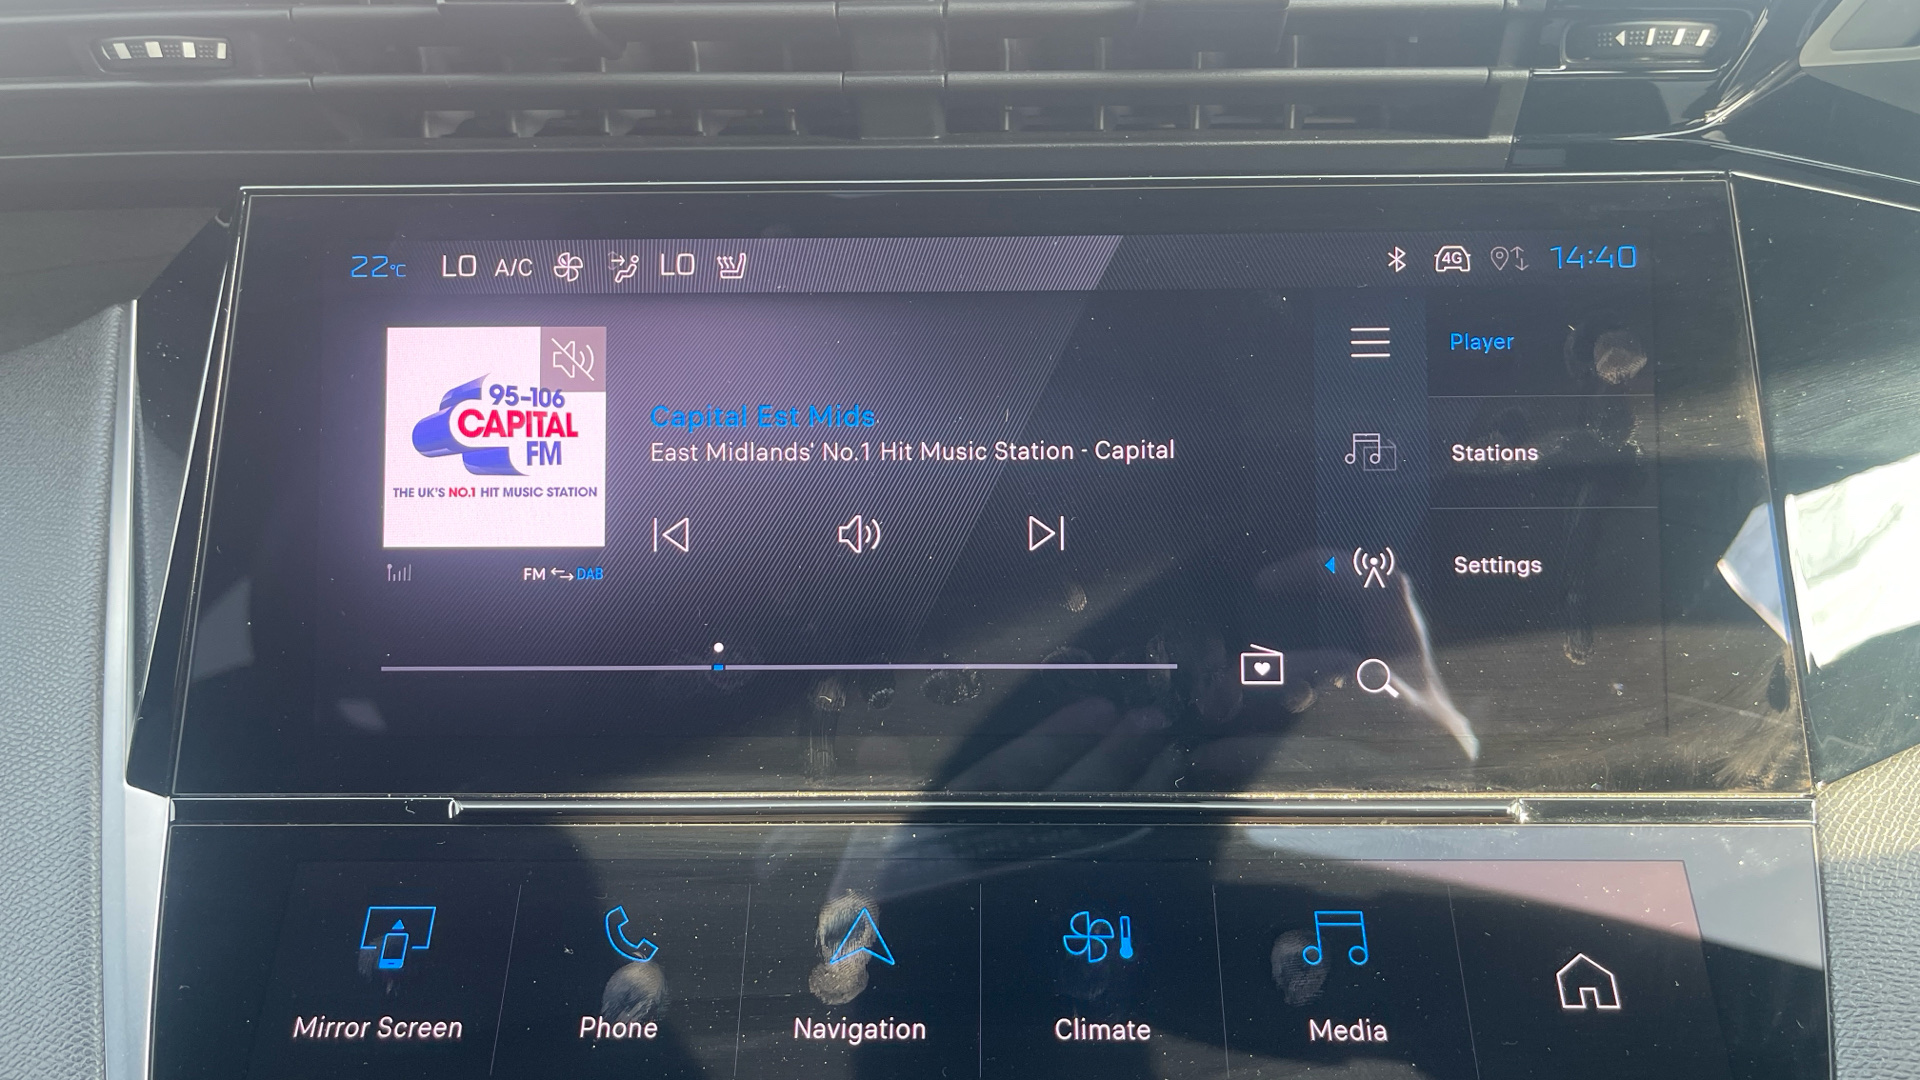 22°C LO A/C LO 4G 14:40
95-106
CAPITAL
FM
THE UK'S NO.1 HIT MUSIC STATION
Capital Est Mids
East Midlands' No.1 Hit Music Station - Capital
FM DAB
Player
Stations
Settings
Mirror Screen
Phone
Navigation
Climate
Media